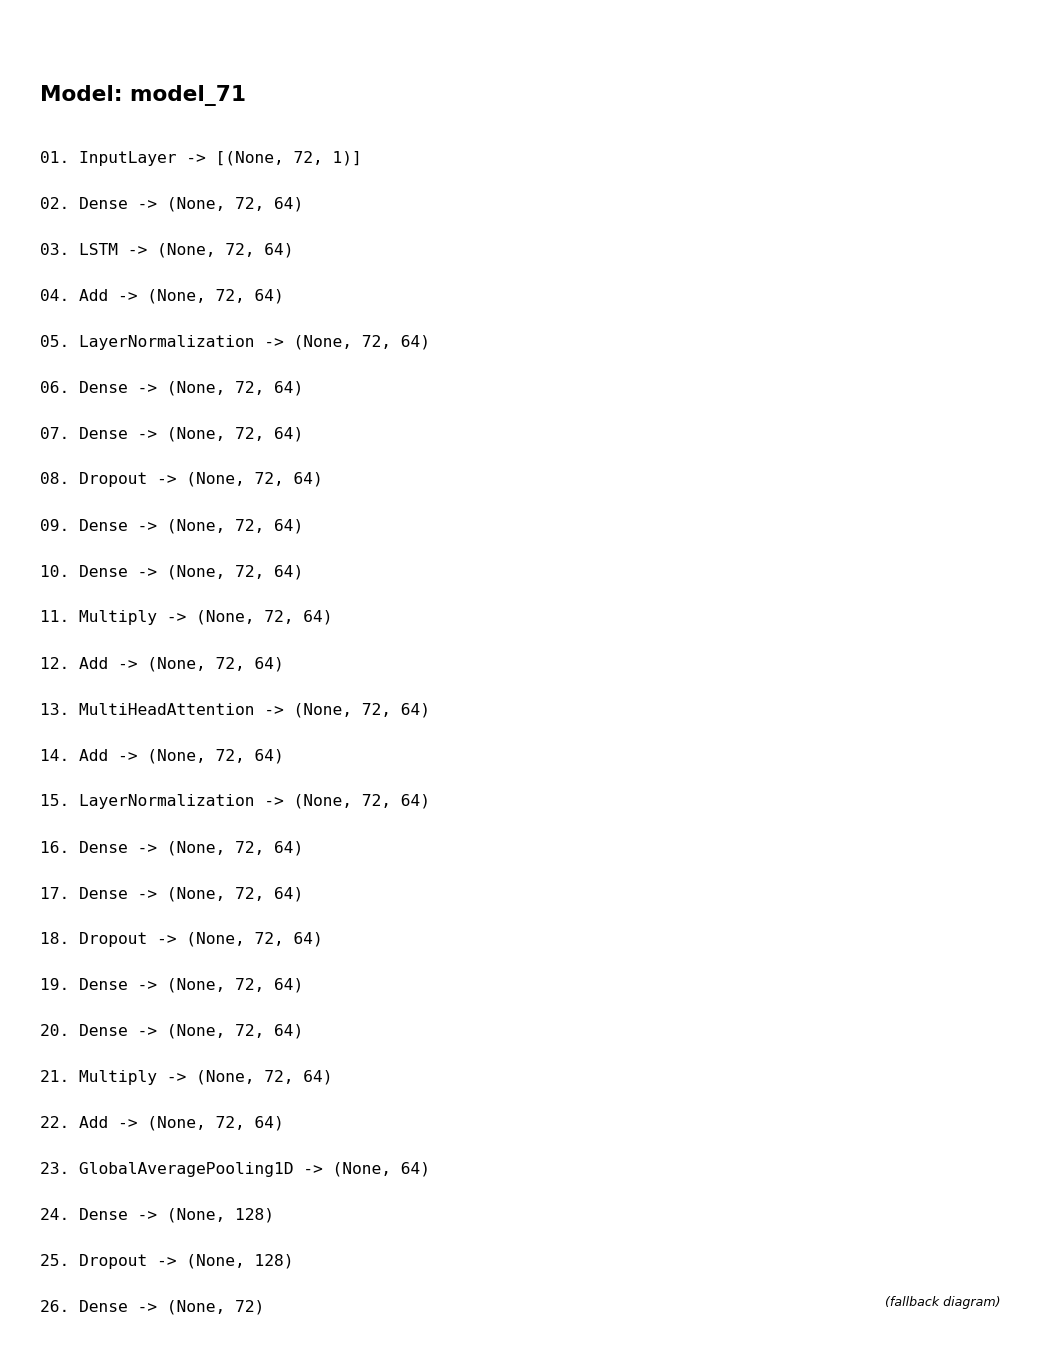 Model: model_71
01. InputLayer -> [(None, 72, 1)]
02. Dense -> (None, 72, 64)
03. LSTM -> (None, 72, 64)
04. Add -> (None, 72, 64)
05. LayerNormalization -> (None, 72, 64)
06. Dense -> (None, 72, 64)
07. Dense -> (None, 72, 64)
08. Dropout -> (None, 72, 64)
09. Dense -> (None, 72, 64)
10. Dense -> (None, 72, 64)
11. Multiply -> (None, 72, 64)
12. Add -> (None, 72, 64)
13. MultiHeadAttention -> (None, 72, 64)
14. Add -> (None, 72, 64)
15. LayerNormalization -> (None, 72, 64)
16. Dense -> (None, 72, 64)
17. Dense -> (None, 72, 64)
18. Dropout -> (None, 72, 64)
19. Dense -> (None, 72, 64)
20. Dense -> (None, 72, 64)
21. Multiply -> (None, 72, 64)
22. Add -> (None, 72, 64)
23. GlobalAveragePooling1D -> (None, 64)
24. Dense -> (None, 128)
25. Dropout -> (None, 128)
26. Dense -> (None, 72)
(fallback diagram)